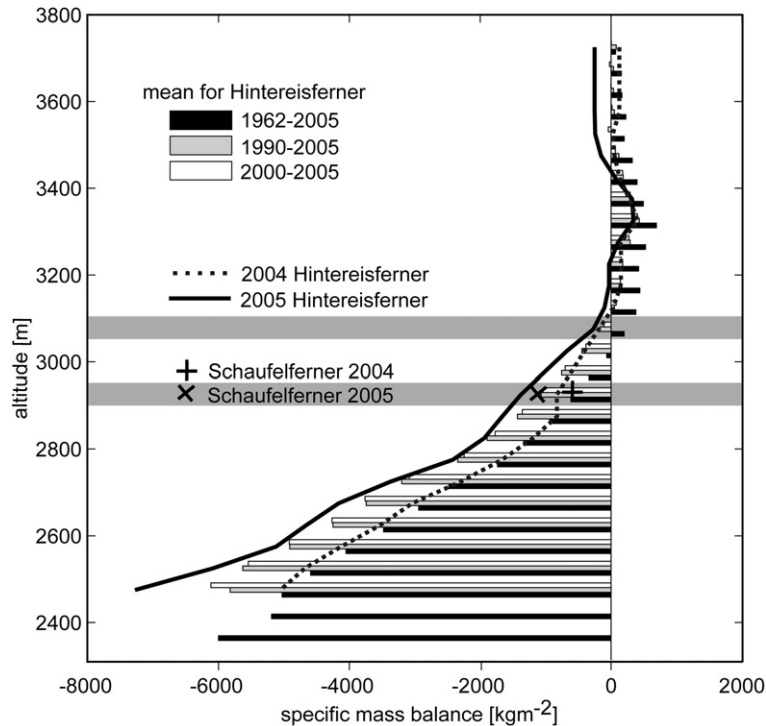 3800
3600
3400
3200
3000
2800
2600
2400
altitude [m]
mean for Hintereisferner
1962-2005
1990-2005
2000-2005
2004 Hintereisferner
2005 Hintereisferner
Schaufelferner 2004
Schaufelferner 2005
-8000 -6000 -4000 -2000 0 2000
specific mass balance [kgm⁻²]